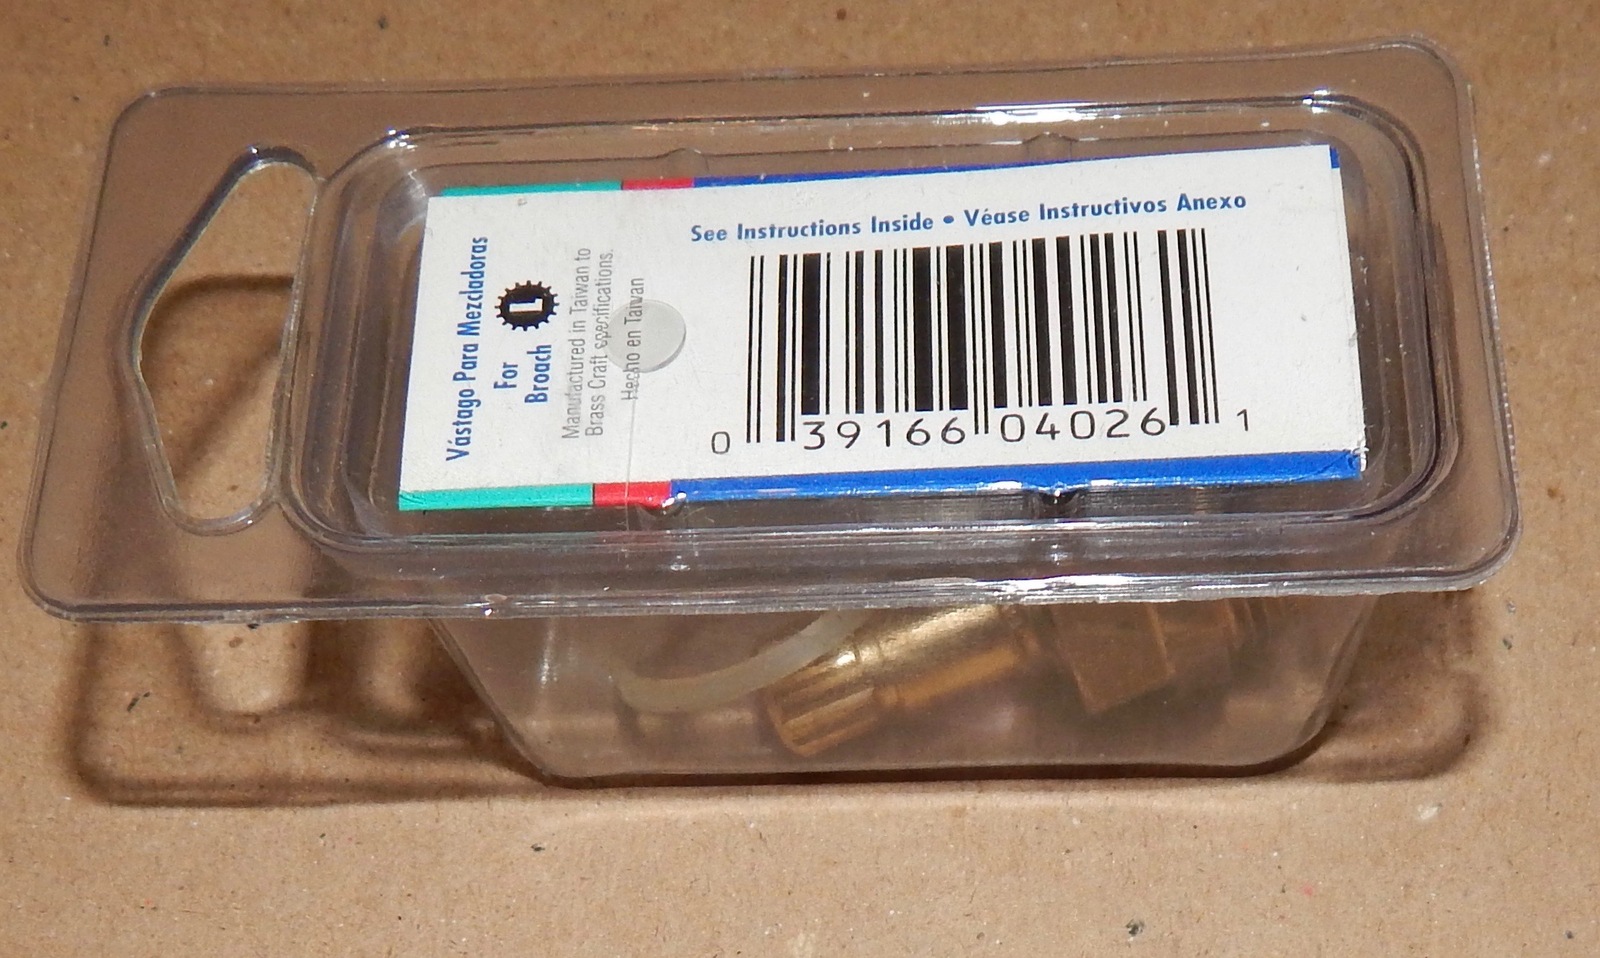 See Instructions Inside • Véase Instructivos Anexo
Vástago Para Mezcladoras
For
Broach L
Manufactured in Taiwan to
Brass Craft specifications.
Hecho en Taiwan
0 39166 04026 1